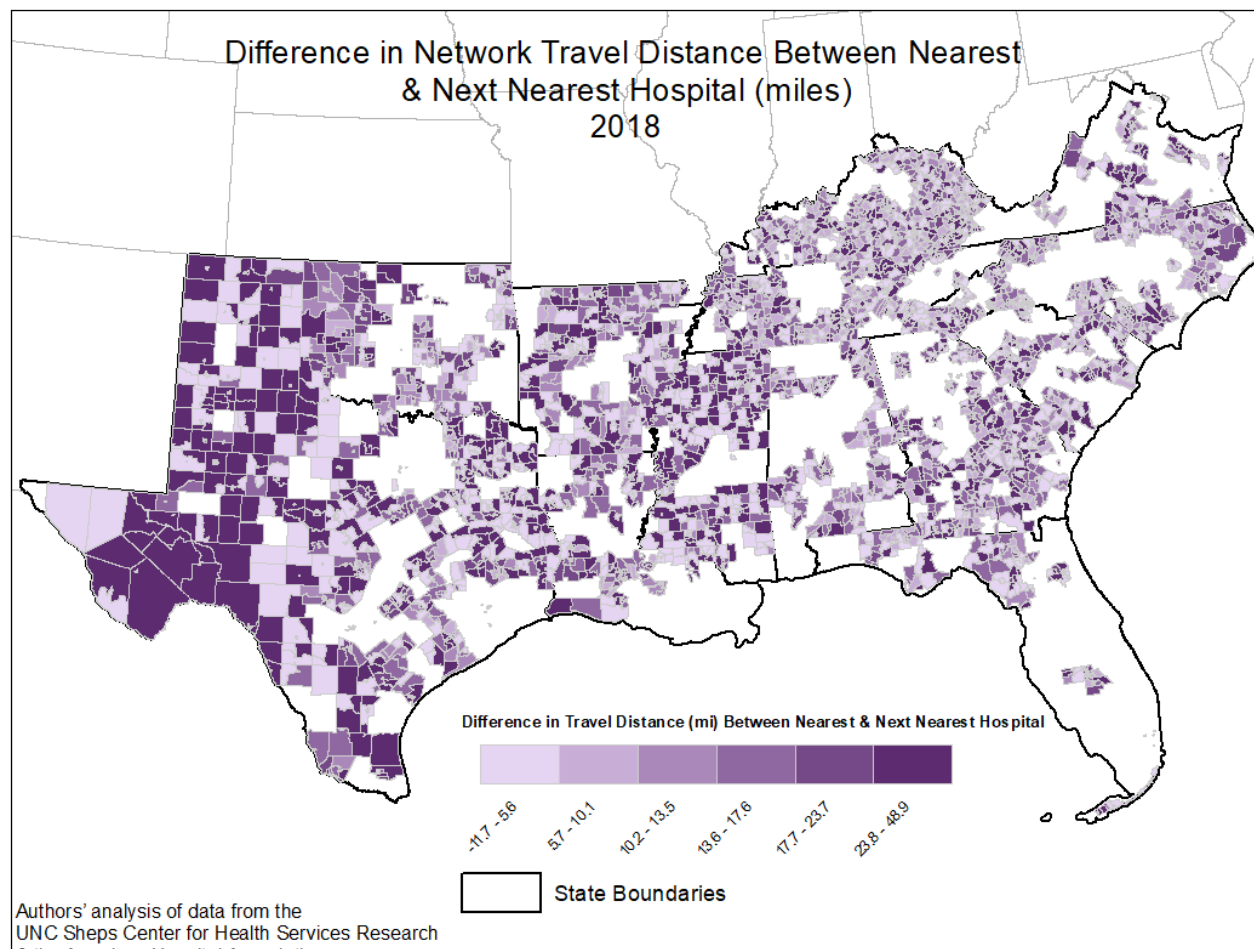 Difference in Network Travel Distance Between Nearest
& Next Nearest Hospital (miles)
2018
Difference in Travel Distance (mi) Between Nearest & Next Nearest Hospital
-11.7 - 5.6
5.7 - 10.1
10.2 - 13.5
13.6 - 17.6
17.7 - 23.7
23.8 - 48.9
State Boundaries
Authors' analysis of data from the
UNC Sheps Center for Health Services Research